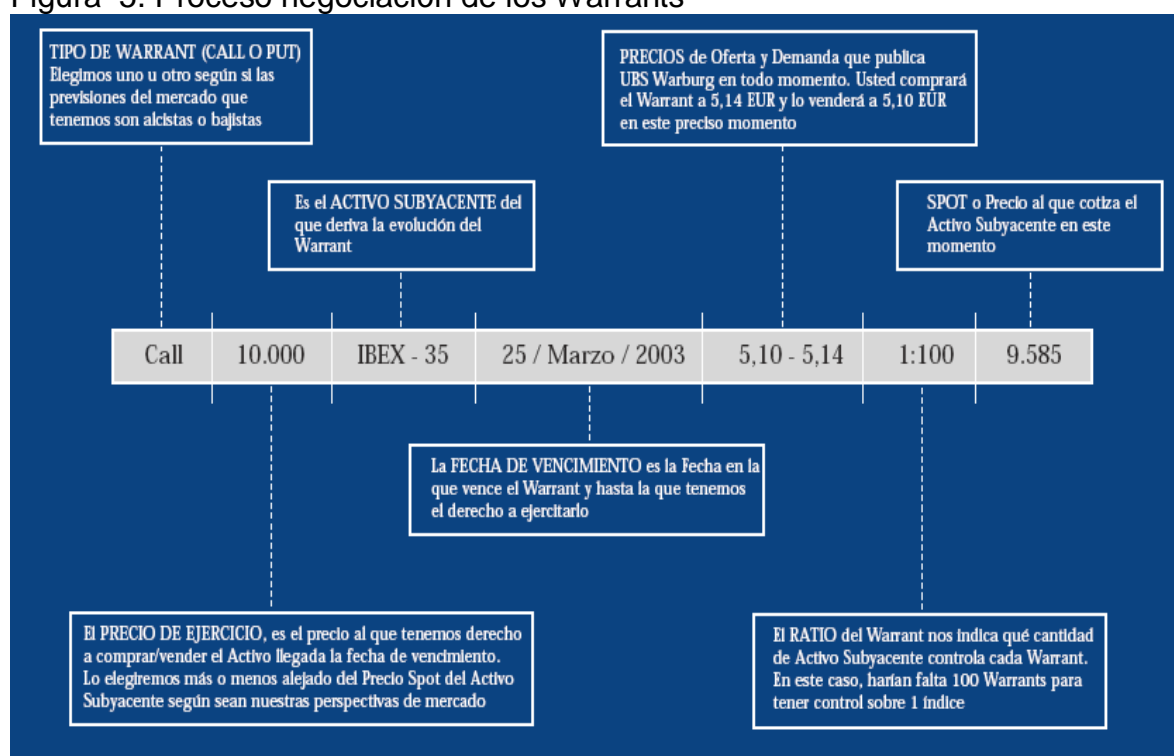 Figura 3. Proceso negociación de los Warrants
TIPO DE WARRANT (CALL O PUT)
Elegimos uno u otro según si las
previsiones del mercado que
tenemos son alcistas o bajistas
PRECIOS de Oferta y Demanda que publica
UBS Warburg en todo momento. Usted comprará
el Warrant a 5,14 EUR y lo venderá a 5,10 EUR
en este preciso momento
Es el ACTIVO SUBYACENTE del
que deriva la evolución del
Warrant
SPOT o Precio al que cotiza el
Activo Subyacente en este
momento
Call 10.000 IBEX - 35 25 / Marzo / 2003 5,10 - 5,14 1:100 9.585
La FECHA DE VENCIMIENTO es la Fecha en la
que vence el Warrant y hasta la que tenemos
el derecho a ejercitarlo
El PRECIO DE EJERCICIO, es el precio al que tenemos derecho
a comprar/vender el Activo llegada la fecha de vencimiento.
Lo elegiremos más o menos alejado del Precio Spot del Activo
Subyacente según sean nuestras perspectivas de mercado
El RATIO del Warrant nos indica qué cantidad
de Activo Subyacente controla cada Warrant.
En este caso, harían falta 100 Warrants para
tener control sobre 1 índice